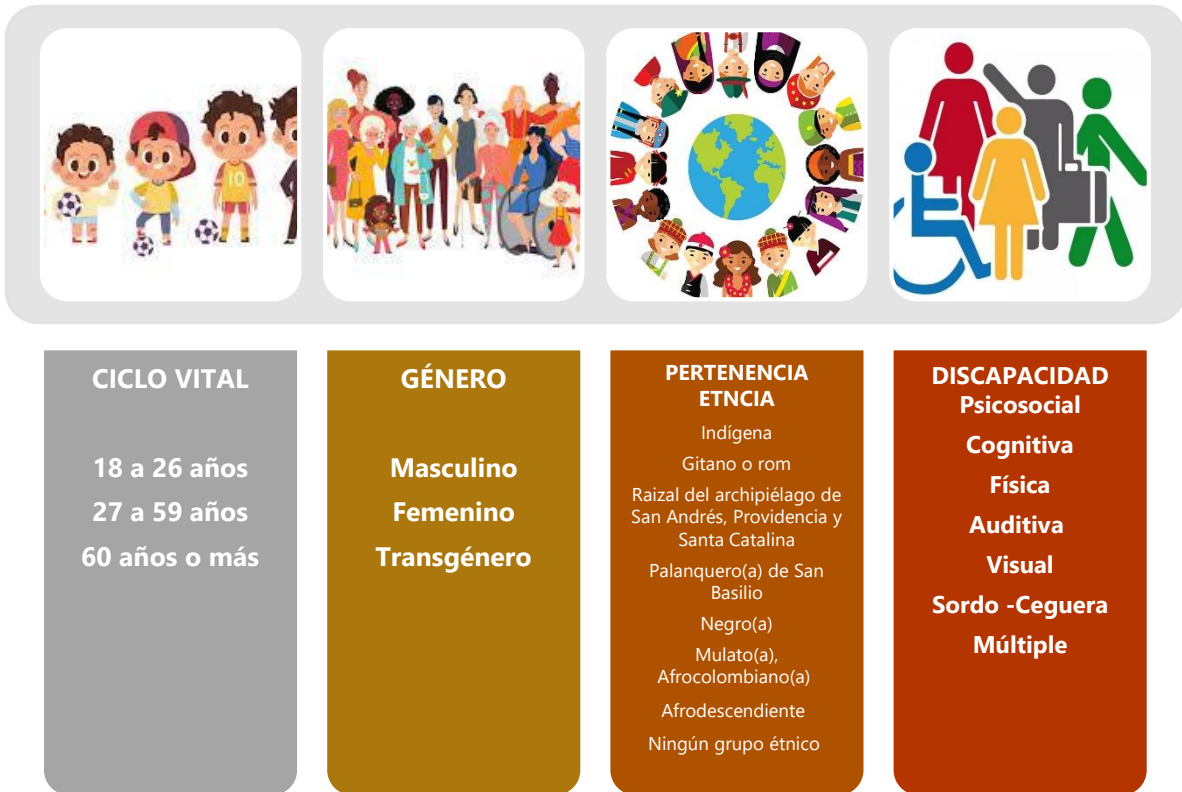 CICLO VITAL
18 a 26 años
27 a 59 años
60 años o más
GÉNERO
Masculino
Femenino
Transgénero
PERTENENCIA
ETNCIA
Indígena
Gitano o rom
Raizal del archipiélago de
San Andrés, Providencia y
Santa Catalina
Palanquero(a) de San
Basilio
Negro(a)
Mulato(a),
Afrocolombiano(a)
Afrodescendiente
Ningún grupo étnico
DISCAPACIDAD
Psicosocial
Cognitiva
Física
Auditiva
Visual
Sordo -Ceguera
Múltiple
10